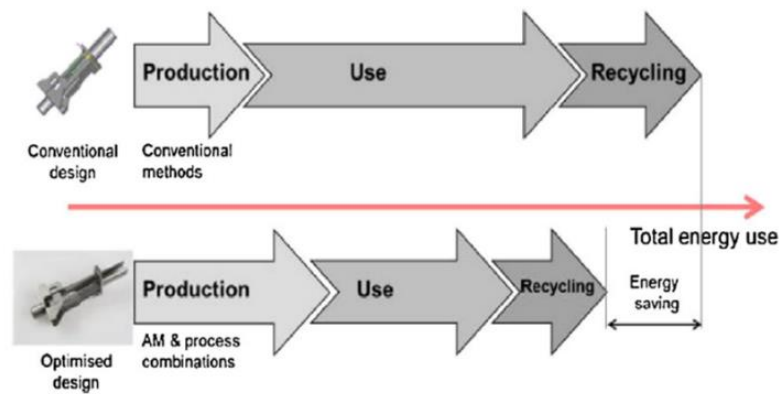 Production
Use
Recycling
Conventional
design
Conventional
methods
Total energy use
Production
Use
Recycling
Energy
saving
AM & process
combinations
Optimised
design